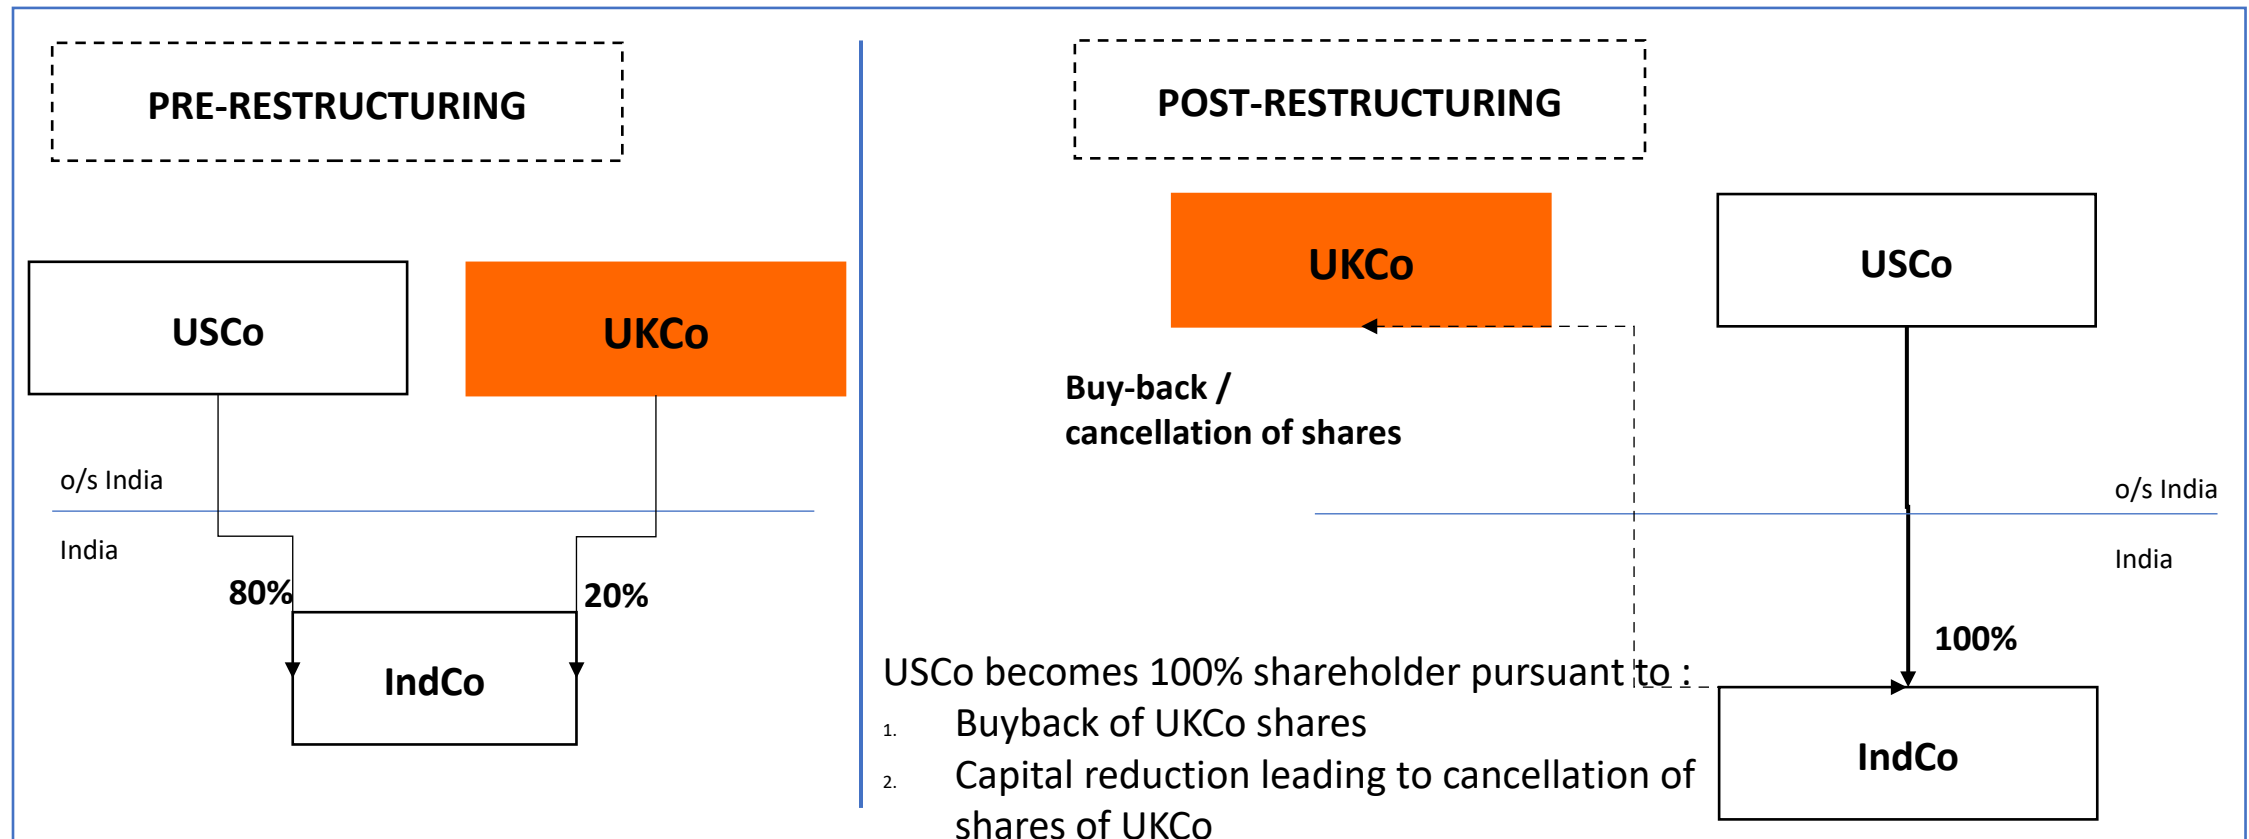 PRE-RESTRUCTURING
USCo
UKCo
o/s India
India
80%
20%
IndCo
POST-RESTRUCTURING
UKCo
USCo
Buy-back /
cancellation of shares
o/s India
India
100%
USCo becomes 100% shareholder pursuant to :
1. Buyback of UKCo shares
2. Capital reduction leading to cancellation of
shares of UKCo
IndCo